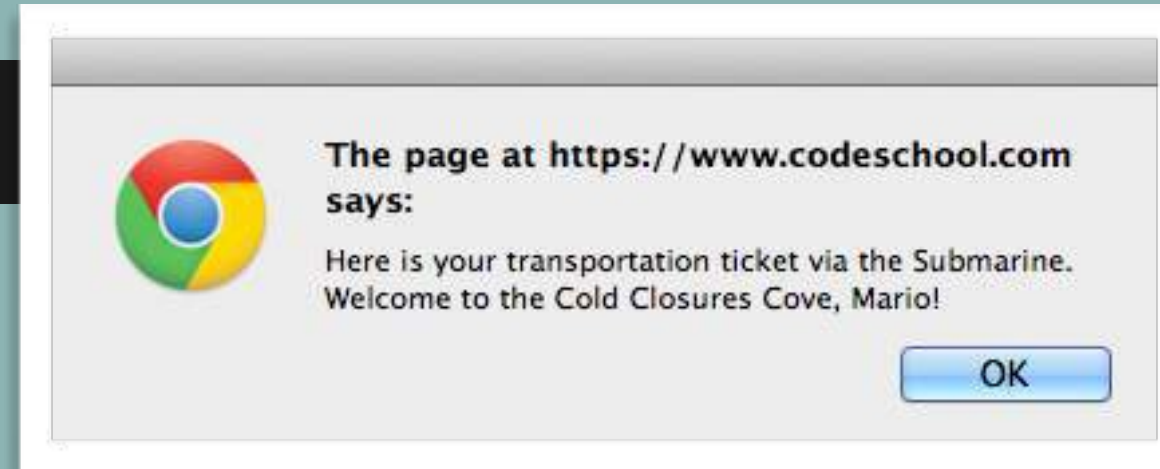 The page at https://www.codeschool.com
says:
Here is your transportation ticket via the Submarine.
Welcome to the Cold Closures Cove, Mario!
OK